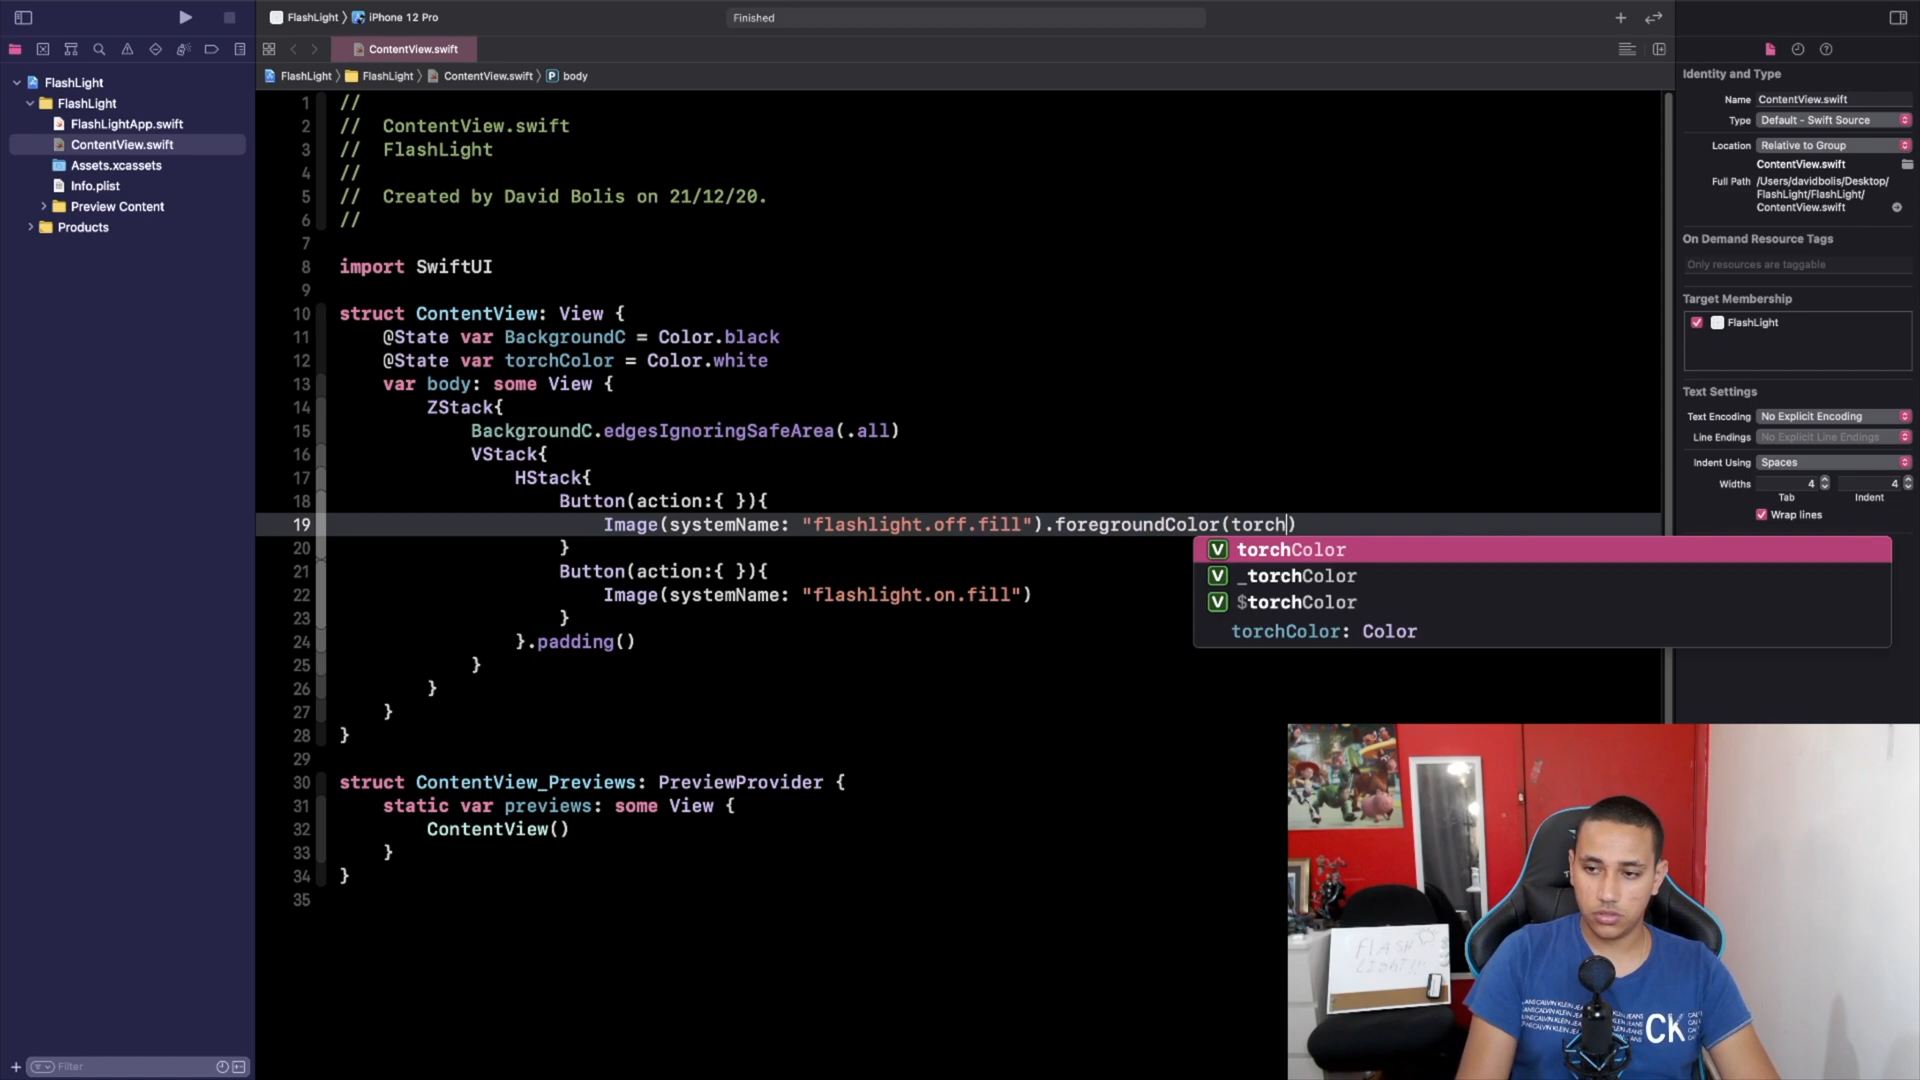 FlashLight
iPhone 12 Pro
Finished
ContentView.swift
FlashLight
FlashLight
ContentView.swift
P
body
FlashLight
FlashLight
FlashLightApp.swift
ContentView.swift
Assets.xcassets
Info.plist
Preview Content
Products
Filter
1 //
2 //  ContentView.swift
3 //  FlashLight
4 //
5 //  Created by David Bolis on 21/12/20.
6 //
7
8 import SwiftUI
9
10 struct ContentView: View {
11 @State var BackgroundC = Color.black
12 @State var torchColor = Color.white
13 var body: some View {
14 ZStack{
15 BackgroundC.edgesIgnoringSafeArea(.all)
16 VStack{
17 HStack{
18 Button(action:{ }){
19 Image(systemName: "flashlight.off.fill").foregroundColor(torch)
20 }
21 Button(action:{ }){
22 Image(systemName: "flashlight.on.fill")
23 }
24 }.padding()
25 }
26 }
27 }
28 }
29
30 struct ContentView_Previews: PreviewProvider {
31 static var previews: some View {
32 ContentView()
33 }
34 }
35
V torchColor
V _torchColor
V $torchColor
torchColor: Color
Identity and Type
Name ContentView.swift
Type Default - Swift Source
Location Relative to Group
ContentView.swift
Full Path /Users/davidbolis/Desktop/
FlashLight/FlashLight/
ContentView.swift
On Demand Resource Tags
Only resources are taggable
Target Membership
FlashLight
Text Settings
Text Encoding No Explicit Encoding
Line Endings No Explicit Line Endings
Indent Using Spaces
Widths 4 4
Tab Indent
Wrap lines
FLASH
LIGHT!!!
CK